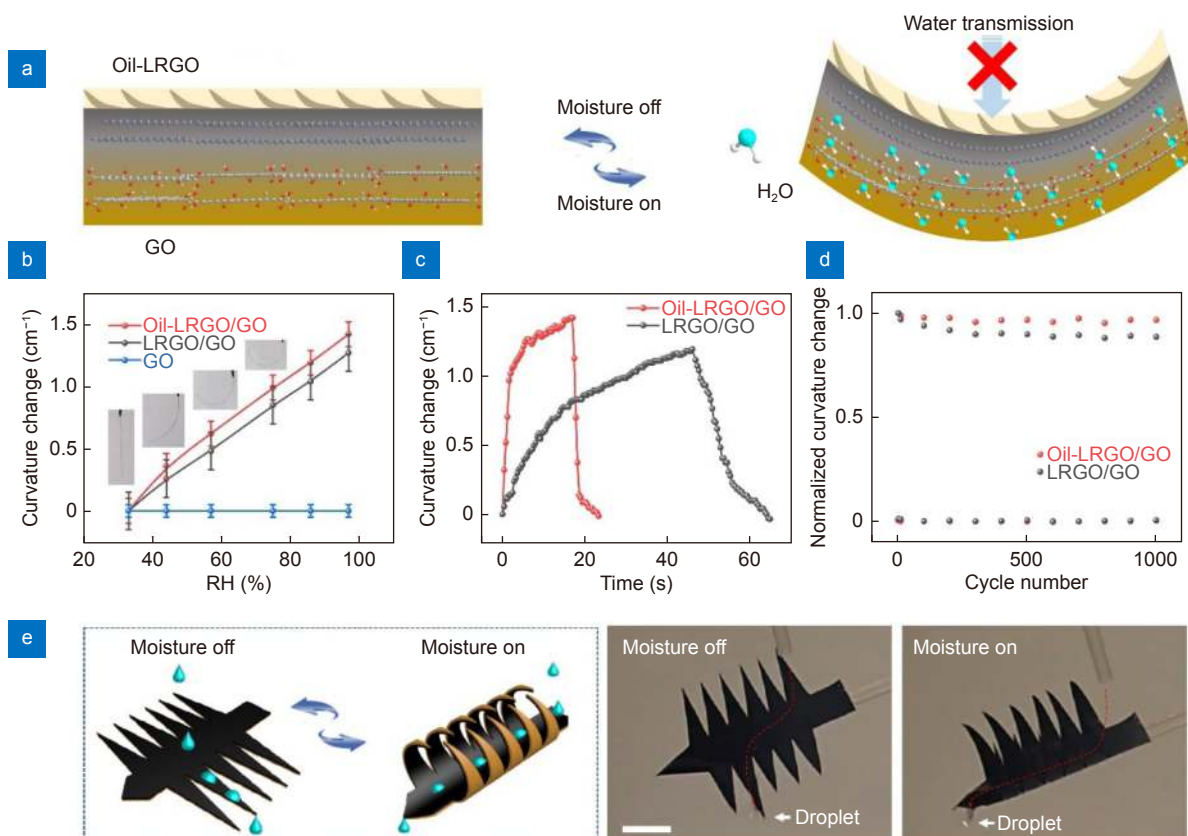 a
Oil-LRGO
GO
Moisture off
Moisture on
H₂O
Water transmission
b
Curvature change (cm⁻¹)
1.5
1.0
0.5
0
Oil-LRGO/GO
LRGO/GO
GO
20
40
60
80
100
RH (%)
c
Curvature change (cm⁻¹)
1.5
1.0
0.5
0
Oil-LRGO/GO
LRGO/GO
0
20
40
60
Time (s)
d
Normalized curvature change
1.0
0.5
0
Oil-LRGO/GO
LRGO/GO
0
500
1000
Cycle number
e
Moisture off
Moisture on
Moisture off
Droplet
Moisture on
Droplet